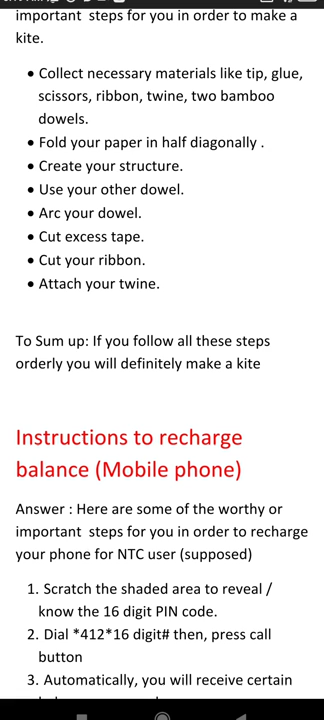 important steps for you in order to make a
kite.
• Collect necessary materials like tip, glue,
scissors, ribbon, twine, two bamboo
dowels.
• Fold your paper in half diagonally .
• Create your structure.
• Use your other dowel.
• Arc your dowel.
• Cut excess tape.
• Cut your ribbon.
• Attach your twine.
To Sum up: If you follow all these steps
orderly you will definitely make a kite
Instructions to recharge
balance (Mobile phone)
Answer : Here are some of the worthy or
important steps for you in order to recharge
your phone for NTC user (supposed)
1. Scratch the shaded area to reveal /
know the 16 digit PIN code.
2. Dial *412*16 digit# then, press call
button
3. Automatically, you will receive certain